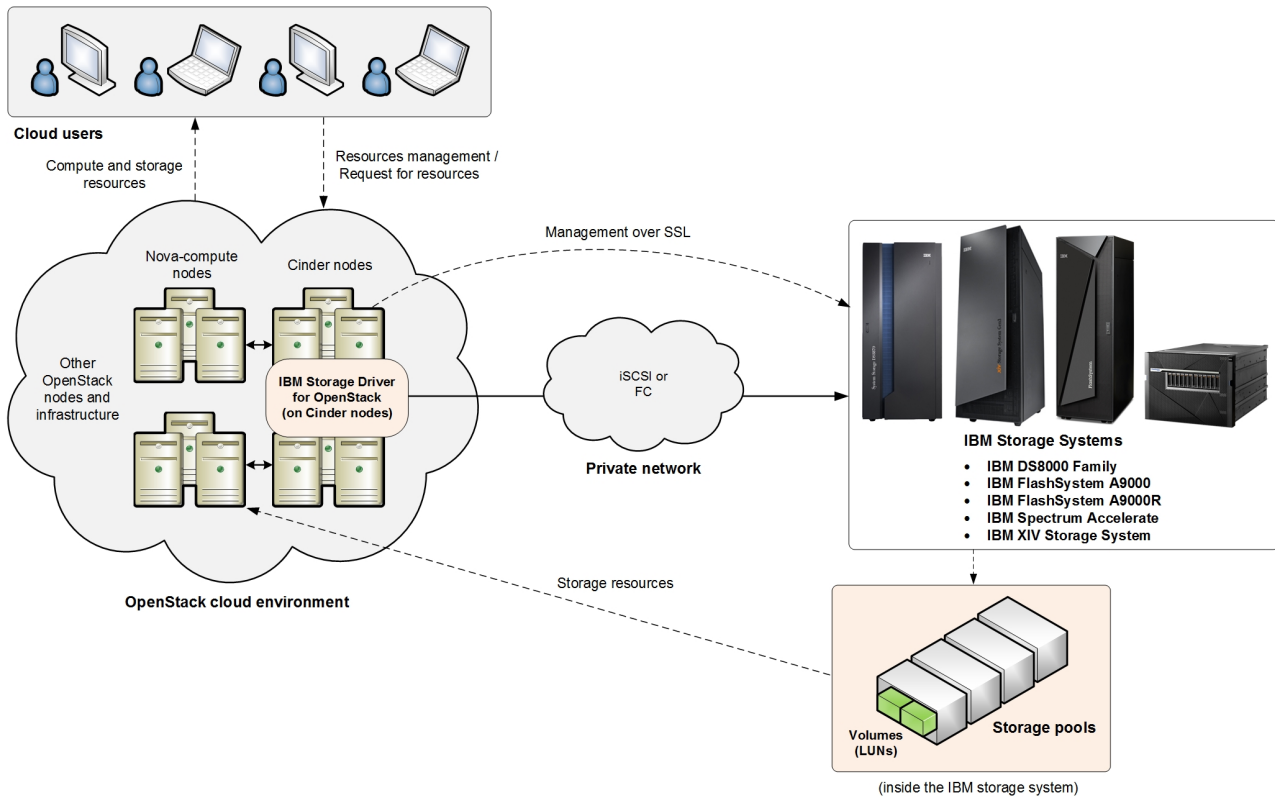 Cloud users
Compute and storage
resources
Resources management /
Request for resources
Nova-compute
nodes
Cinder nodes
Other
OpenStack
nodes and
infrastructure
IBM Storage Driver
for OpenStack
(on Cinder nodes)
OpenStack cloud environment
Management over SSL
iSCSI or
FC
Private network
IBM Storage Systems
• IBM DS8000 Family
• IBM FlashSystem A9000
• IBM FlashSystem A9000R
• IBM Spectrum Accelerate
• IBM XIV Storage System
Storage resources
Volumes
(LUNs)
Storage pools
(inside the IBM storage system)